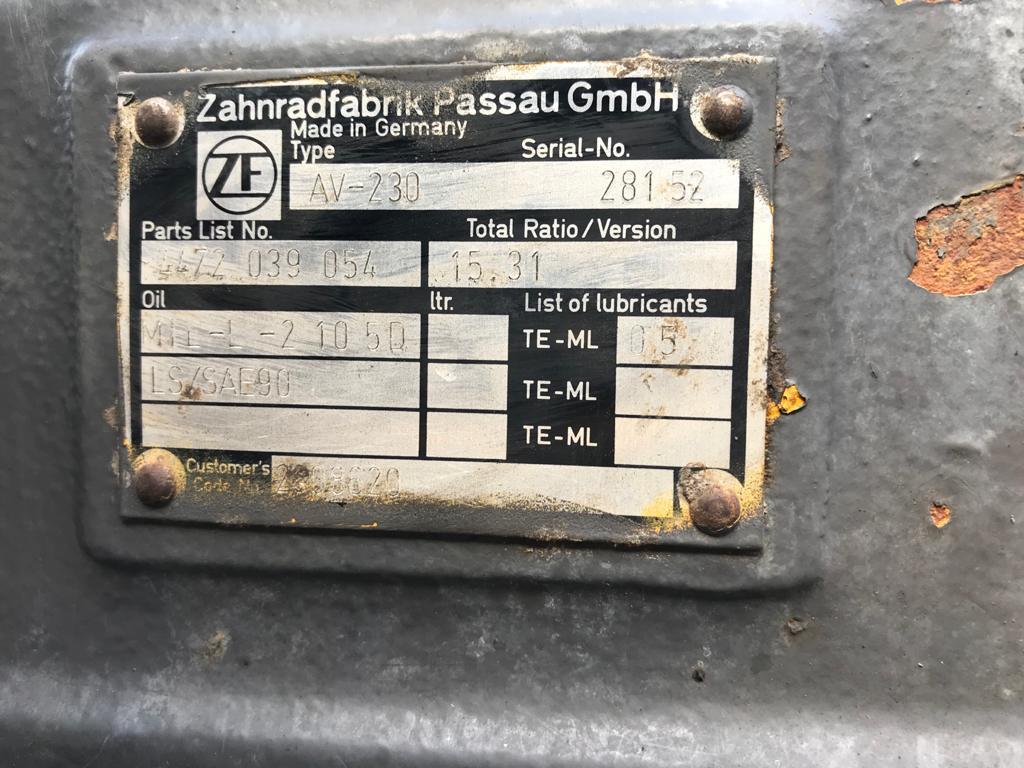 Zahnradfabrik Passau GmbH
Made in Germany
Type Serial-No.
ZF AV-230 28152
Parts List No. Total Ratio/Version
4472 039 054 15.31
Oil ltr. List of lubricants
MIL-L-2105D TE-ML 05
LS/SAE90 TE-ML
TE-ML
Customer's
Code No.